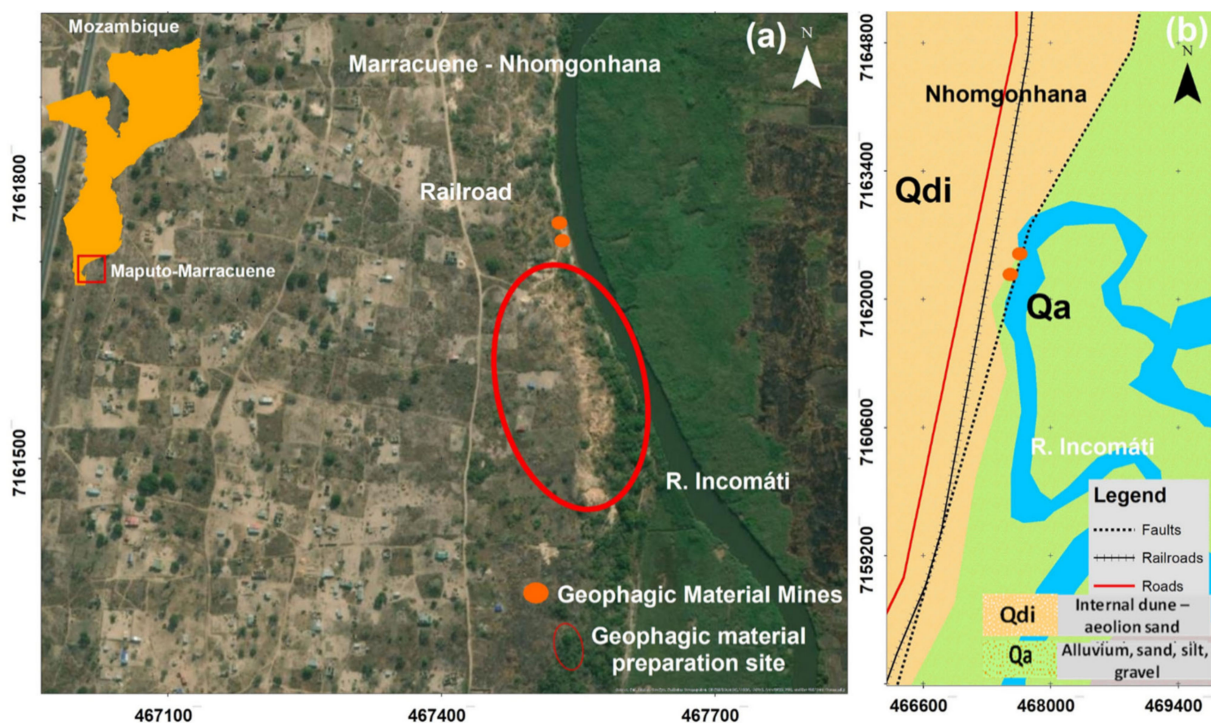 Mozambique
(a)
N
Marracuene - Nhomgonhana
Railroad
Maputo-Marracuene
R. Incomáti
Geophagic Material Mines
Geophagic material
preparation site
7161800
7161500
467100
467400
467700
(b)
N
Nhomgonhana
Qdi
Qa
R. Incomáti
Legend
Faults
Railroads
Roads
Qdi
Internal dune –
aeolion sand
Qa
Alluvium, sand, silt,
gravel
7164800
7163400
7162000
7160600
7159200
466600
468000
469400